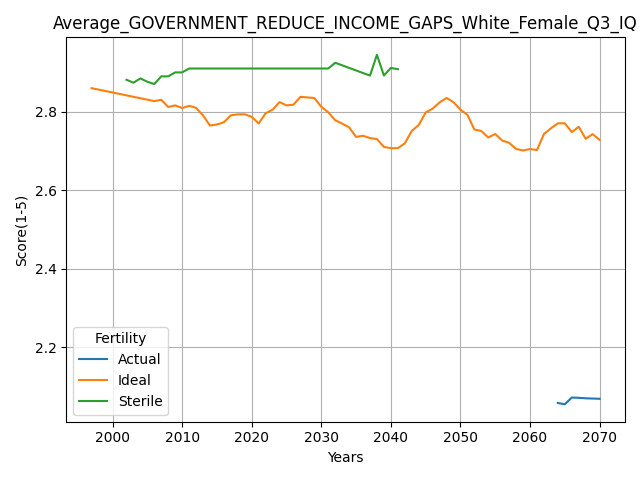 Average_GOVERNMENT_REDUCE_INCOME_GAPS_White_Female_Q3_IQ
Score(1-5)
2.8
2.6
2.4
2.2
Fertility
Actual
Ideal
Sterile
2000 2010 2020 2030 2040 2050 2060 2070
Years